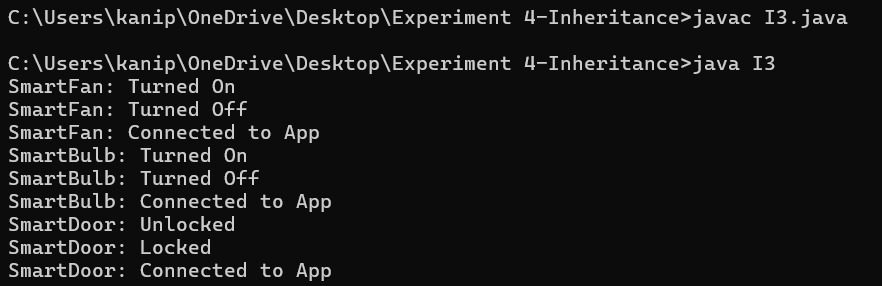 C:\Users\kanip\OneDrive\Desktop\Experiment 4-Inheritance>javac I3.java
C:\Users\kanip\OneDrive\Desktop\Experiment 4-Inheritance>java I3
SmartFan: Turned On
SmartFan: Turned Off
SmartFan: Connected to App
SmartBulb: Turned On
SmartBulb: Turned Off
SmartBulb: Connected to App
SmartDoor: Unlocked
SmartDoor: Locked
SmartDoor: Connected to App